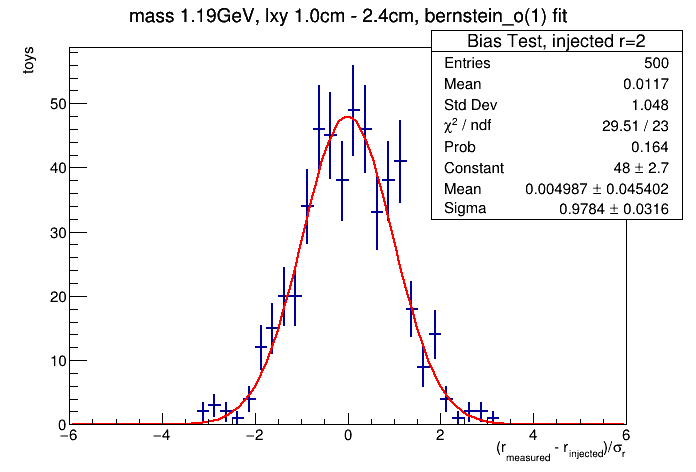 mass 1.19GeV, lxy 1.0cm - 2.4cm, bernstein_o(1) fit
Bias Test, injected r=2
Entries 500
Mean 0.0117
Std Dev 1.048
χ² / ndf 29.51 / 23
Prob 0.164
Constant 48 ± 2.7
Mean 0.004987 ± 0.045402
Sigma 0.9784 ± 0.0316
toys
50
40
30
20
10
0
−6 −4 −2 0 2 4 6
(r_measured - r_injected)/σ_r